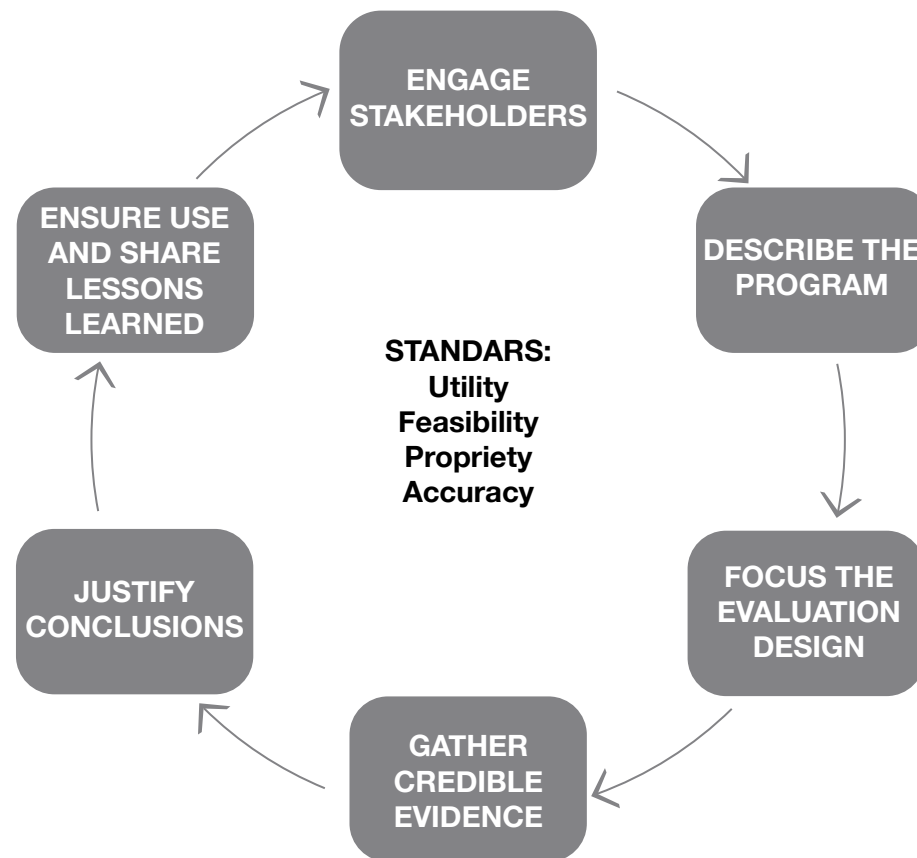 ENGAGE
STAKEHOLDERS
DESCRIBE THE
PROGRAM
FOCUS THE
EVALUATION
DESIGN
GATHER
CREDIBLE
EVIDENCE
JUSTIFY
CONCLUSIONS
ENSURE USE
AND SHARE
LESSONS
LEARNED
STANDARS:
Utility
Feasibility
Propriety
Accuracy